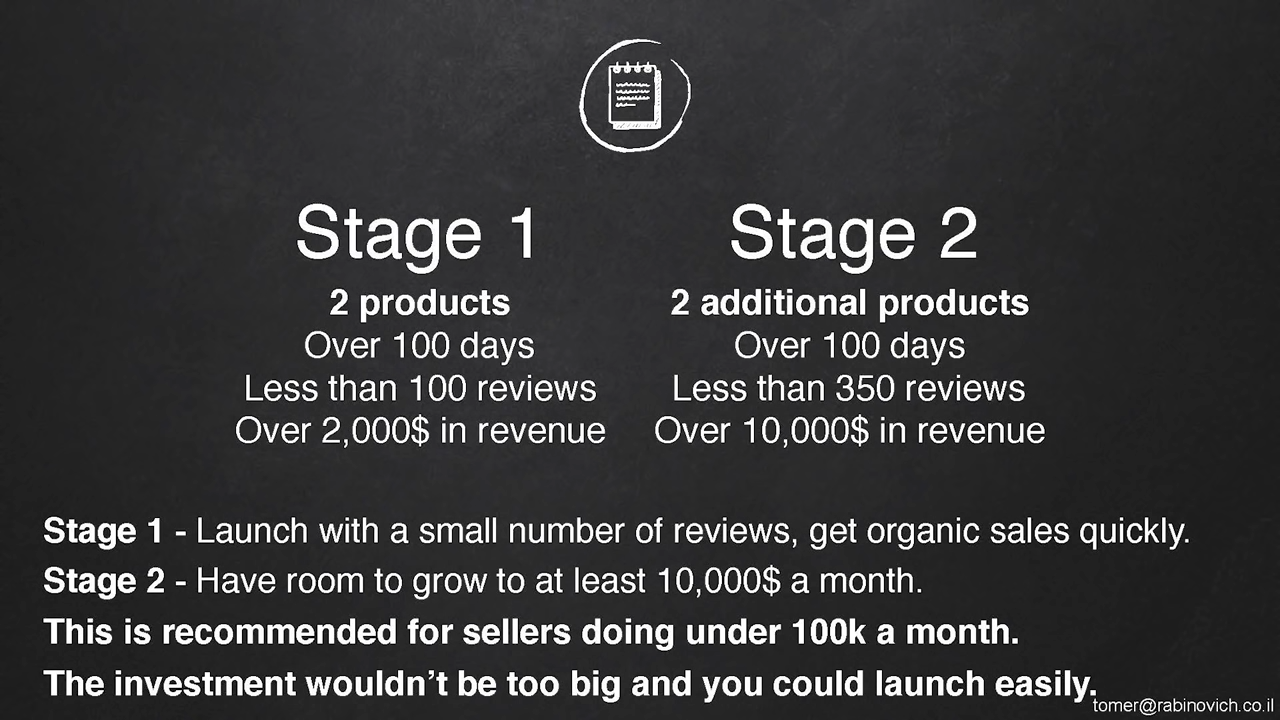 Stage 1
2 products
Over 100 days
Less than 100 reviews
Over 2,000$ in revenue
Stage 2
2 additional products
Over 100 days
Less than 350 reviews
Over 10,000$ in revenue
Stage 1 - Launch with a small number of reviews, get organic sales quickly.
Stage 2 - Have room to grow to at least 10,000$ a month.
This is recommended for sellers doing under 100k a month.
The investment wouldn’t be too big and you could launch easily.
tomer@rabinovich.co.il